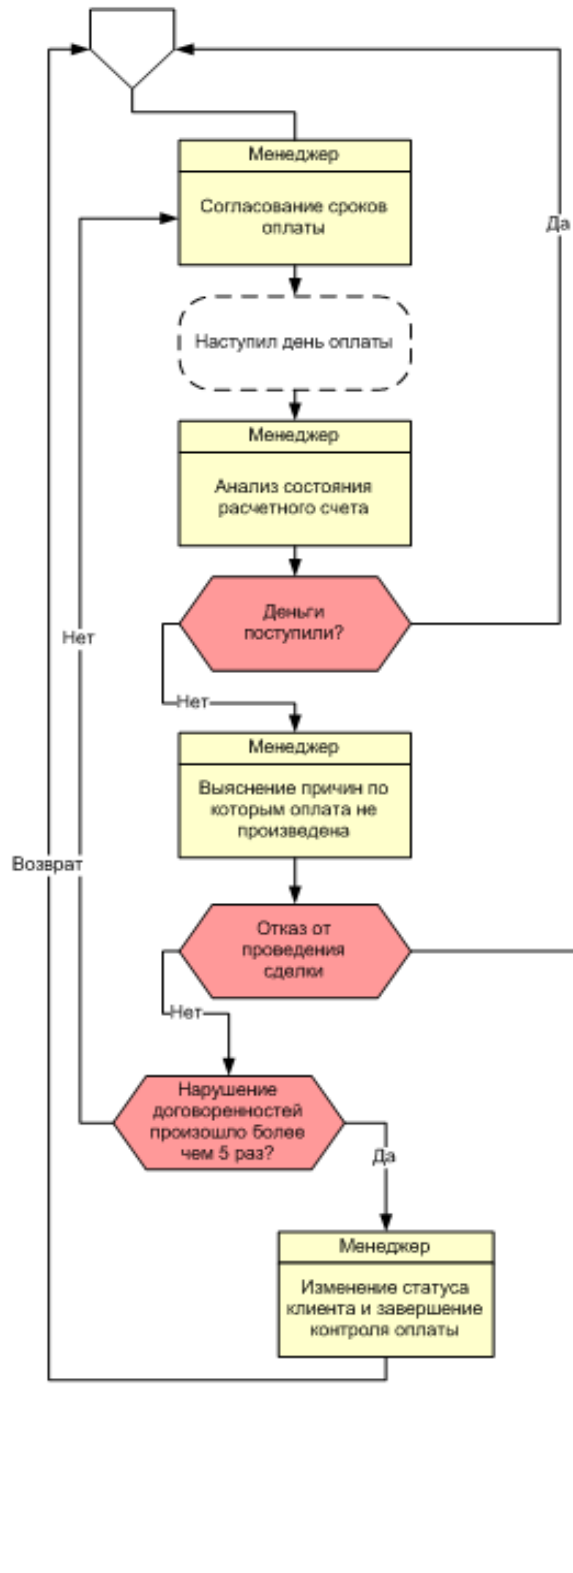 Менеджер
Согласование сроков
оплаты
Да
Наступил день оплаты
Менеджер
Анализ состояния
расчетного счета
Деньги
поступили?
Нет
Нет
Менеджер
Выяснение причин по
которым оплата не
произведена
Возврат
Отказ от
проведения
сделки
Нет
Нарушение
договоренностей
произошло более
чем 5 раз?
Да
Менеджер
Изменение статуса
клиента и завершение
контроля оплаты